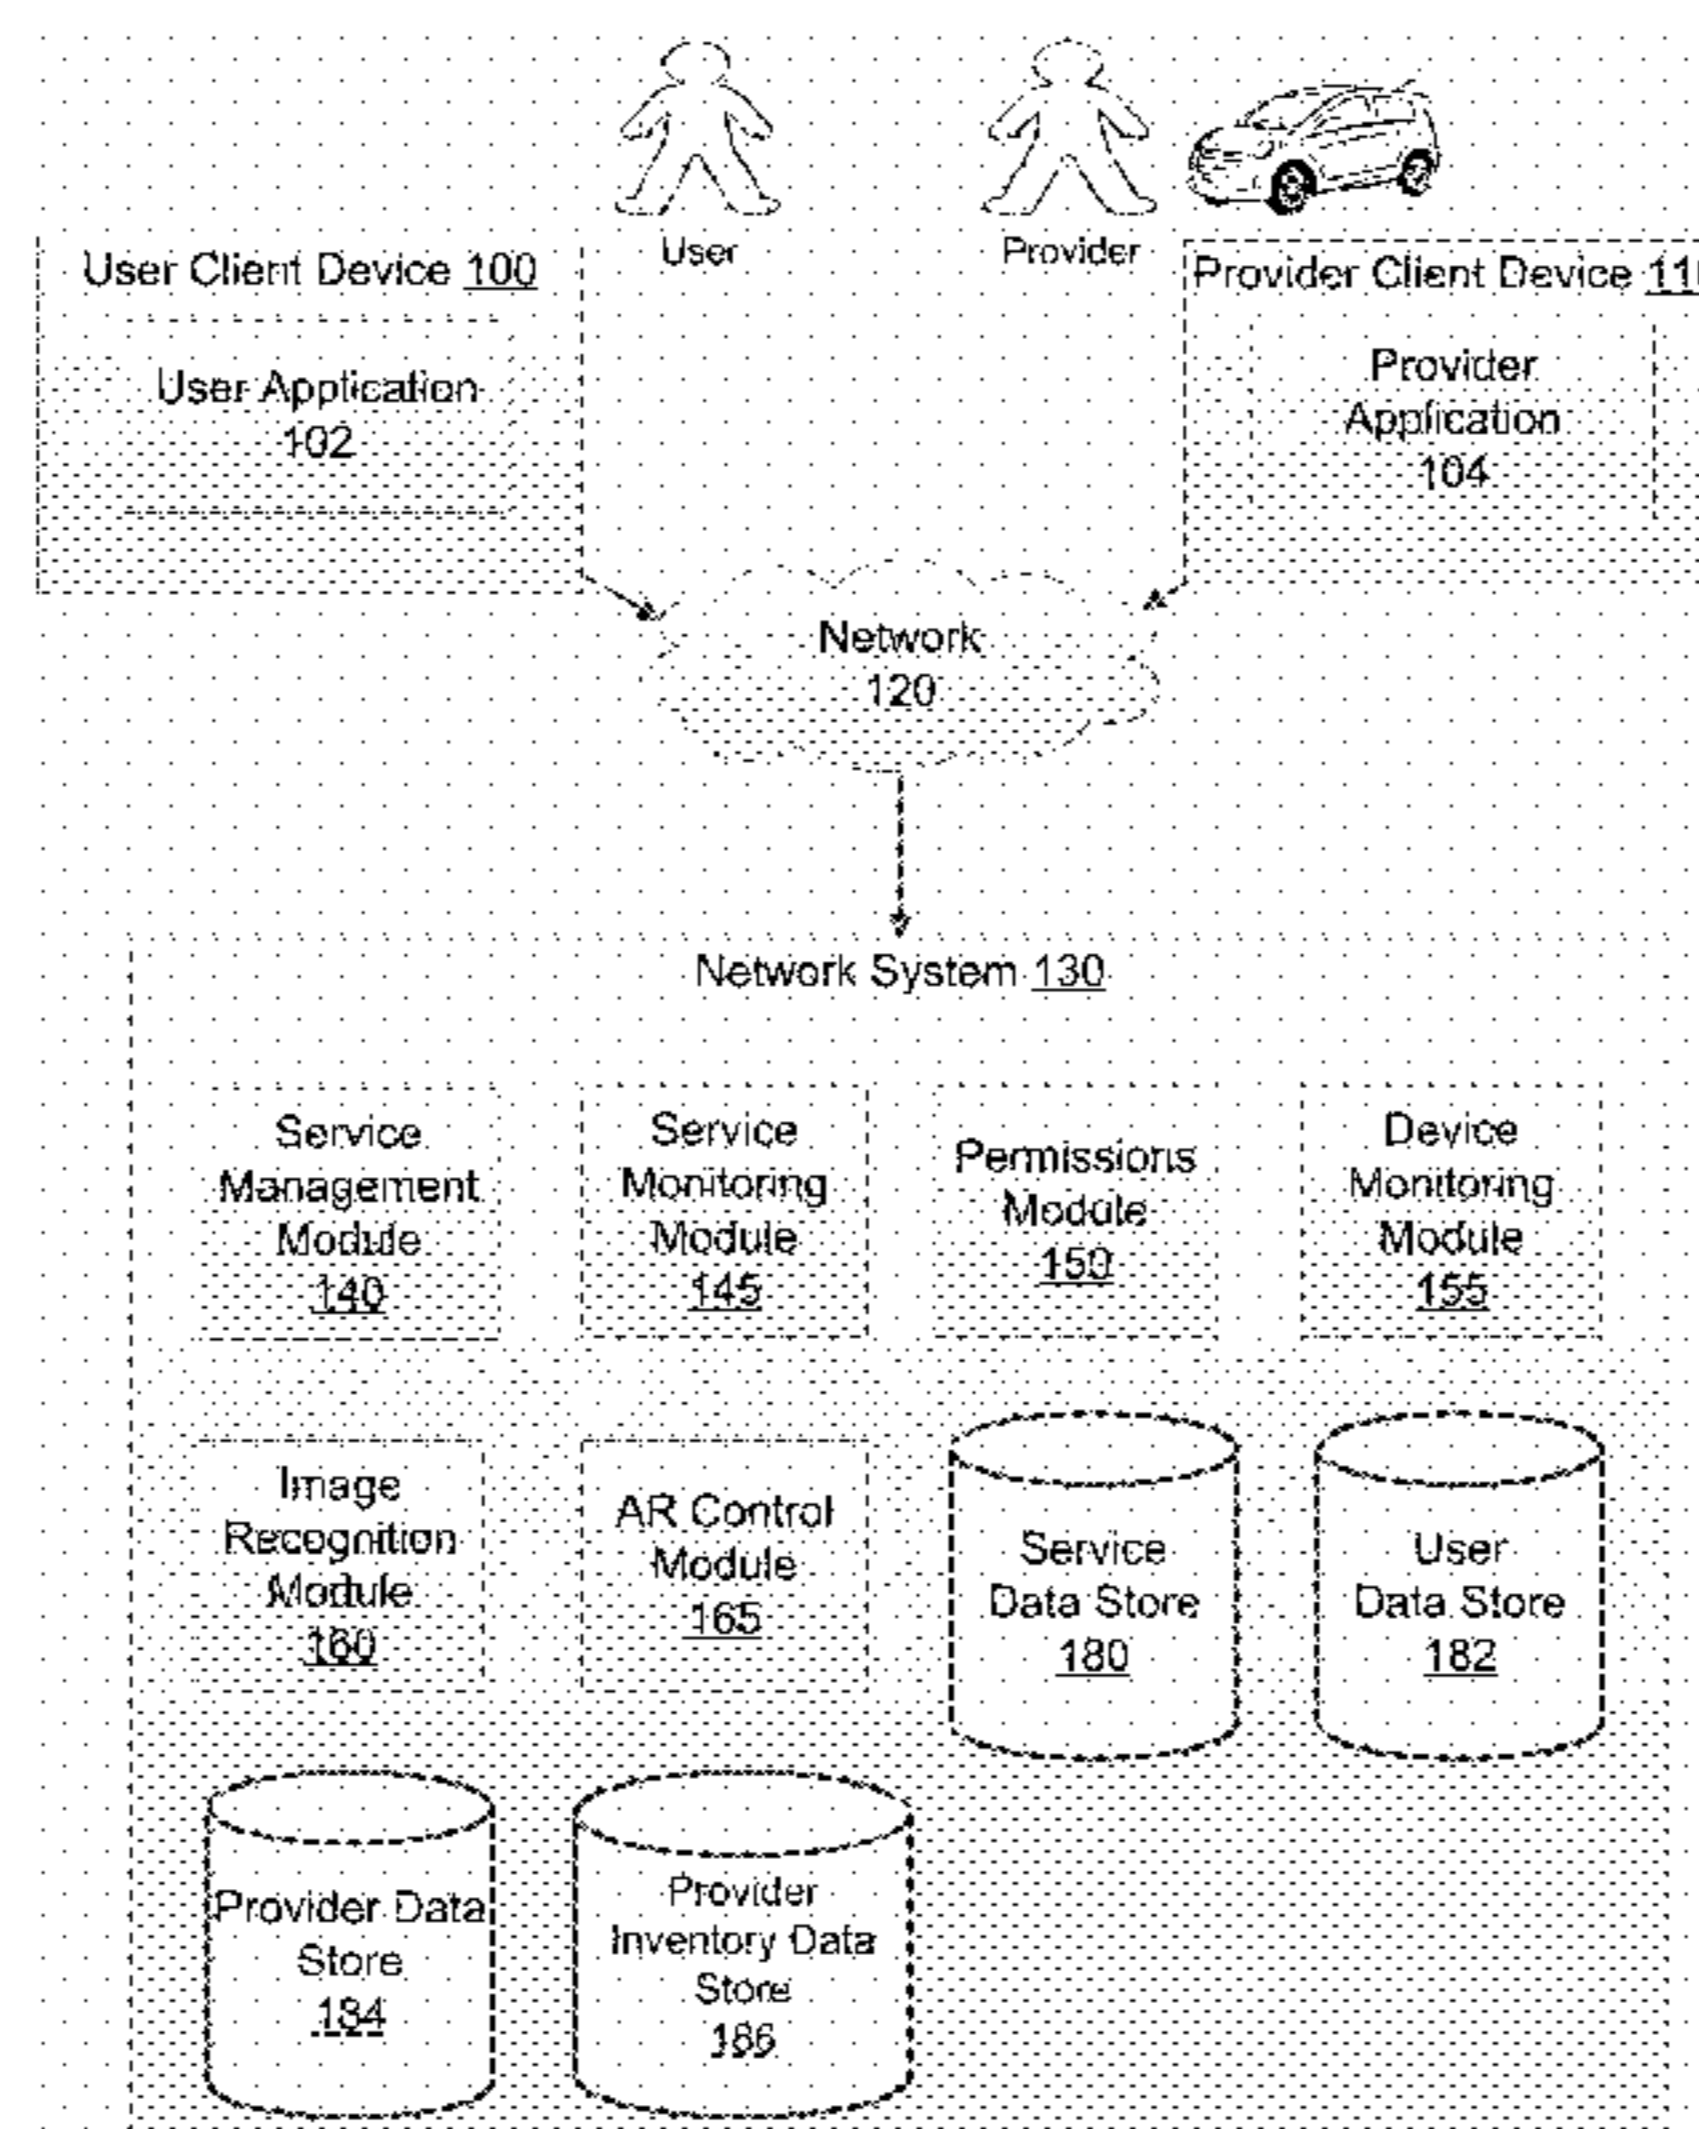 User
Provider
User Client Device 100
Provider Client Device 110
User Application
102
Provider
Application
104
Network
120
Network System 130
Service
Management
Module
140
Service
Monitoring
Module
145
Permissions
Module
150
Device
Monitoring
Module
155
Image
Recognition
Module
160
AR Control
Module
165
Service
Data Store
180
User
Data Store
182
Provider Data
Store
184
Provider
Inventory Data
Store
186